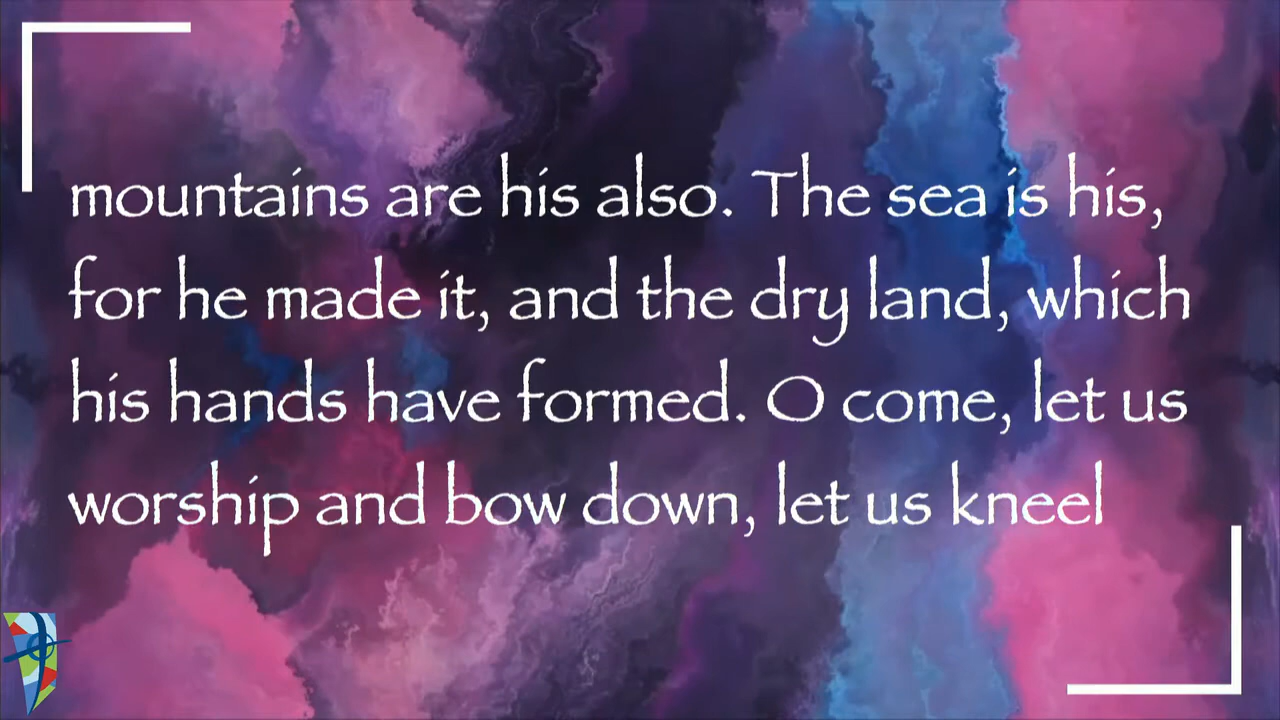 mountains are his also. The sea is his,
for he made it, and the dry land, which
his hands have formed. O come, let us
worship and bow down, let us kneel